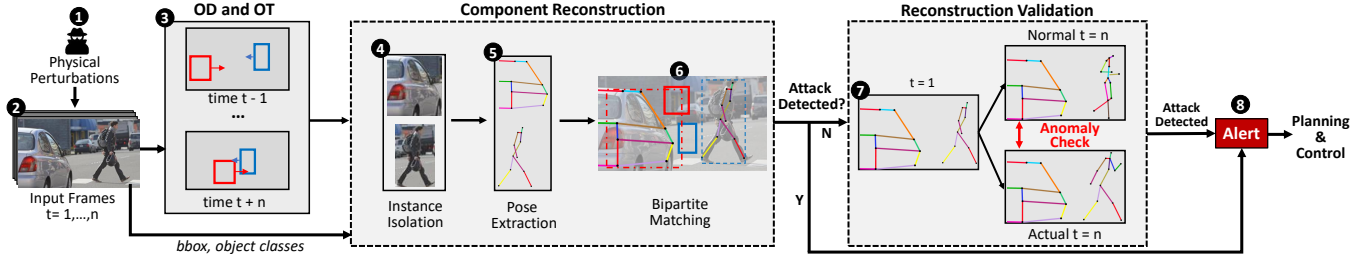 1
Physical
Perturbations
2
Input Frames
t= 1,...,n
3
OD and OT
time t - 1
...
time t + n
bbox, object classes
Component Reconstruction
4
Instance
Isolation
5
Pose
Extraction
6
Bipartite
Matching
Attack
Detected?
N
Y
Reconstruction Validation
7
t = 1
Normal t = n
Anomaly
Check
Actual t = n
Attack
Detected
8
Alert
Planning
&
Control